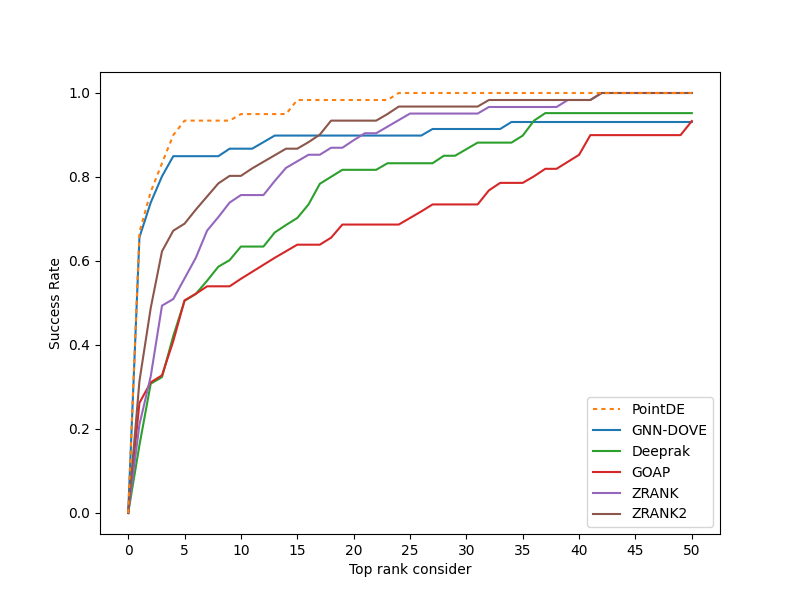 1.0
0.8
0.6
0.4
0.2
0.0
Success Rate
0 5 10 15 20 25 30 35 40 45 50
Top rank consider
PointDE
GNN-DOVE
Deeprak
GOAP
ZRANK
ZRANK2